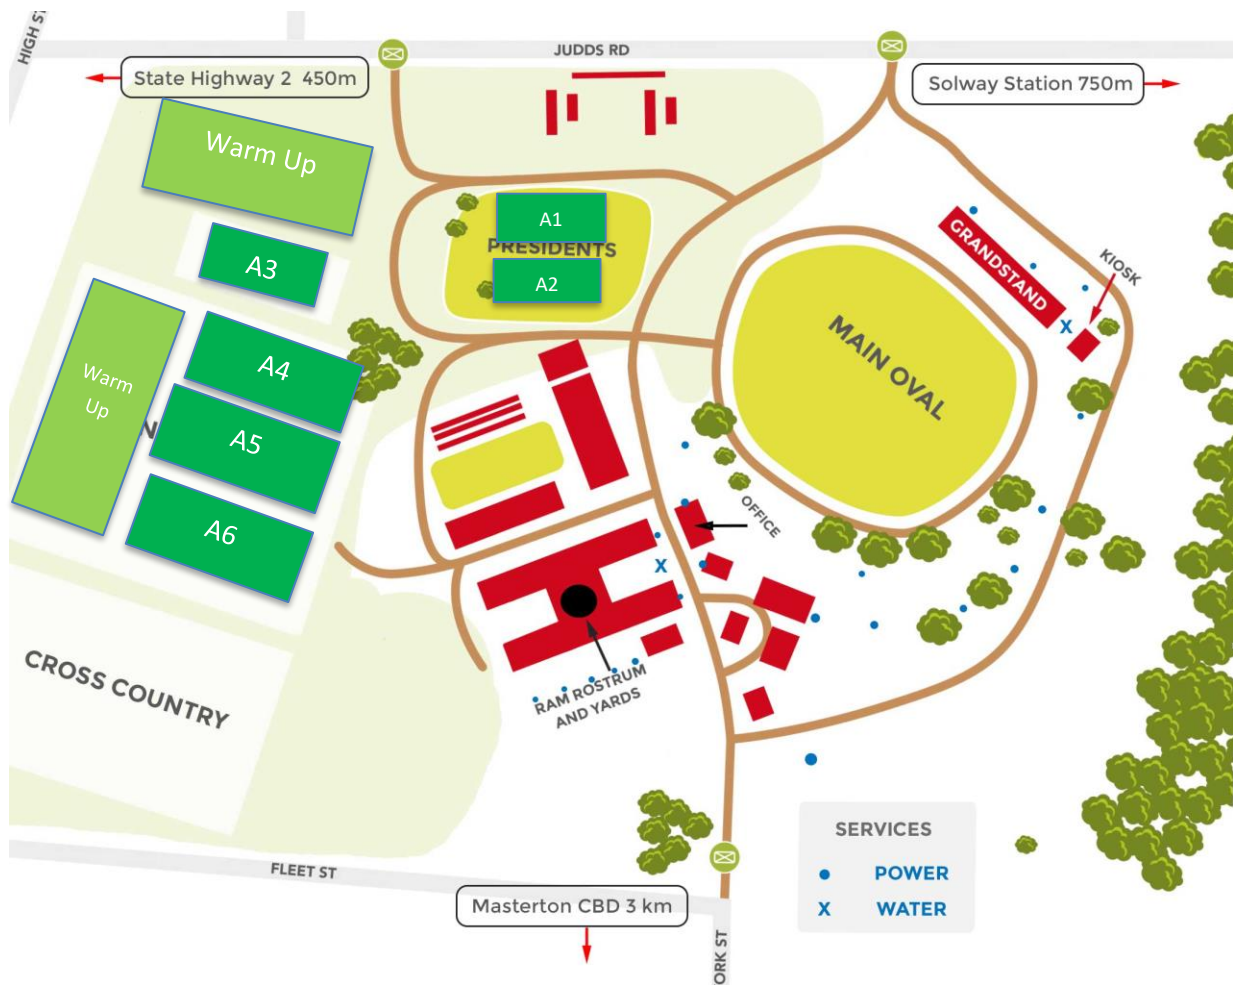 HIGH ST
JUDDS RD
State Highway 2 450m
Solway Station 750m
Warm Up
A1
PRESIDENTS
A2
A3
GRANDSTAND
KIOSK
X
MAIN OVAL
Warm
Up
A4
A5
A6
N
OFFICE
X
RAM ROSTRUM
AND YARDS
CROSS COUNTRY
SERVICES
POWER
X WATER
FLEET ST
Masterton CBD 3 km
ORK ST